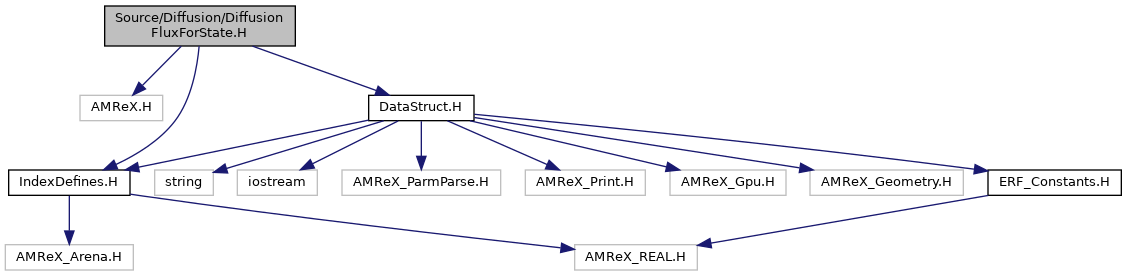 Source/Diffusion/Diffusion
FluxForState.H
AMReX.H
DataStruct.H
IndexDefines.H
string
iostream
AMReX_ParmParse.H
AMReX_Print.H
AMReX_Gpu.H
AMReX_Geometry.H
ERF_Constants.H
AMReX_Arena.H
AMReX_REAL.H